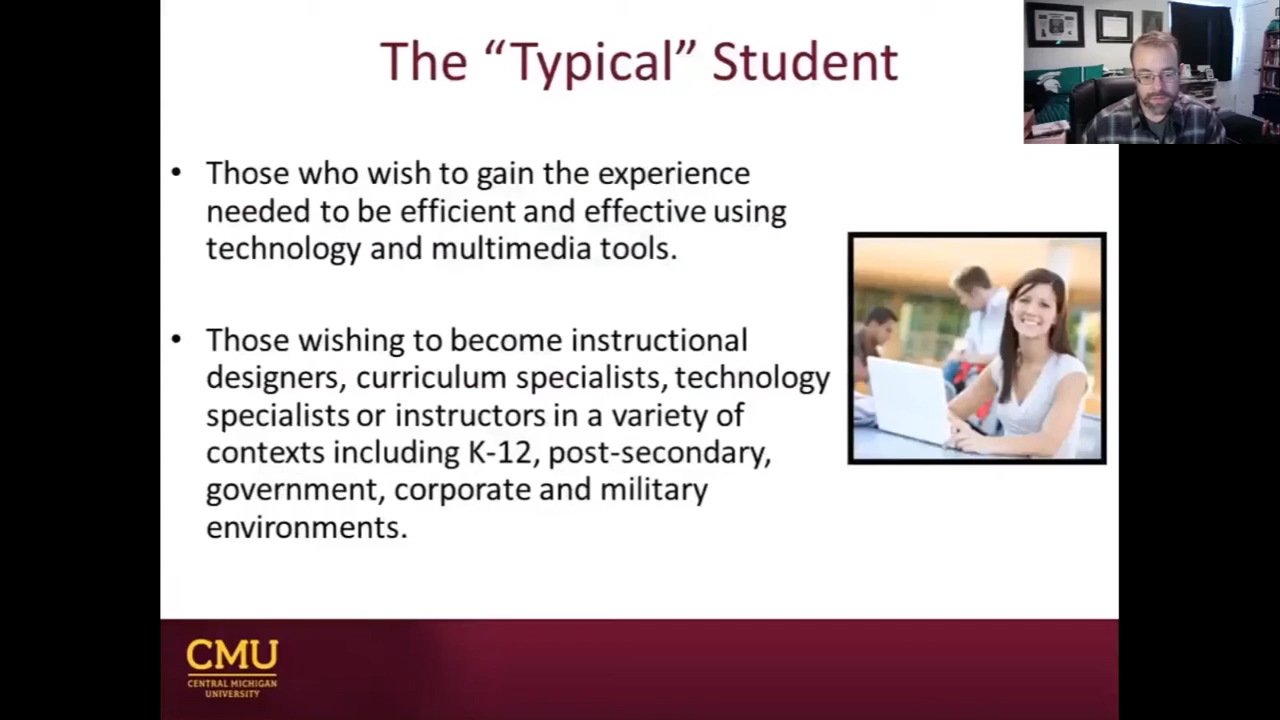 The “Typical” Student
• Those who wish to gain the experience
needed to be efficient and effective using
technology and multimedia tools.
• Those wishing to become instructional
designers, curriculum specialists, technology
specialists or instructors in a variety of
contexts including K-12, post-secondary,
government, corporate and military
environments.
CMU
CENTRAL MICHIGAN
UNIVERSITY